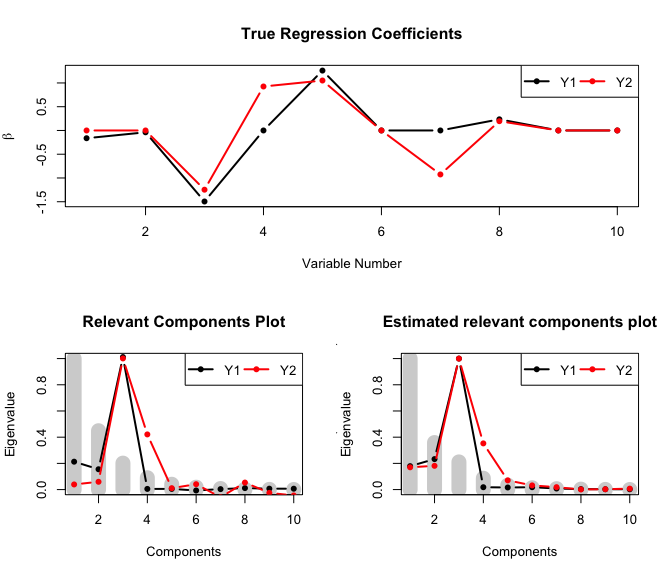 True Regression Coefficients
Y1 Y2
β
0.5
-0.5
-1.5
2 4 6 8 10
Variable Number
Relevant Components Plot
Y1 Y2
Eigenvalue
0.8
0.4
0.0
2 4 6 8 10
Components
Estimated relevant components plot
Y1 Y2
Eigenvalue
0.8
0.4
0.0
2 4 6 8 10
Components